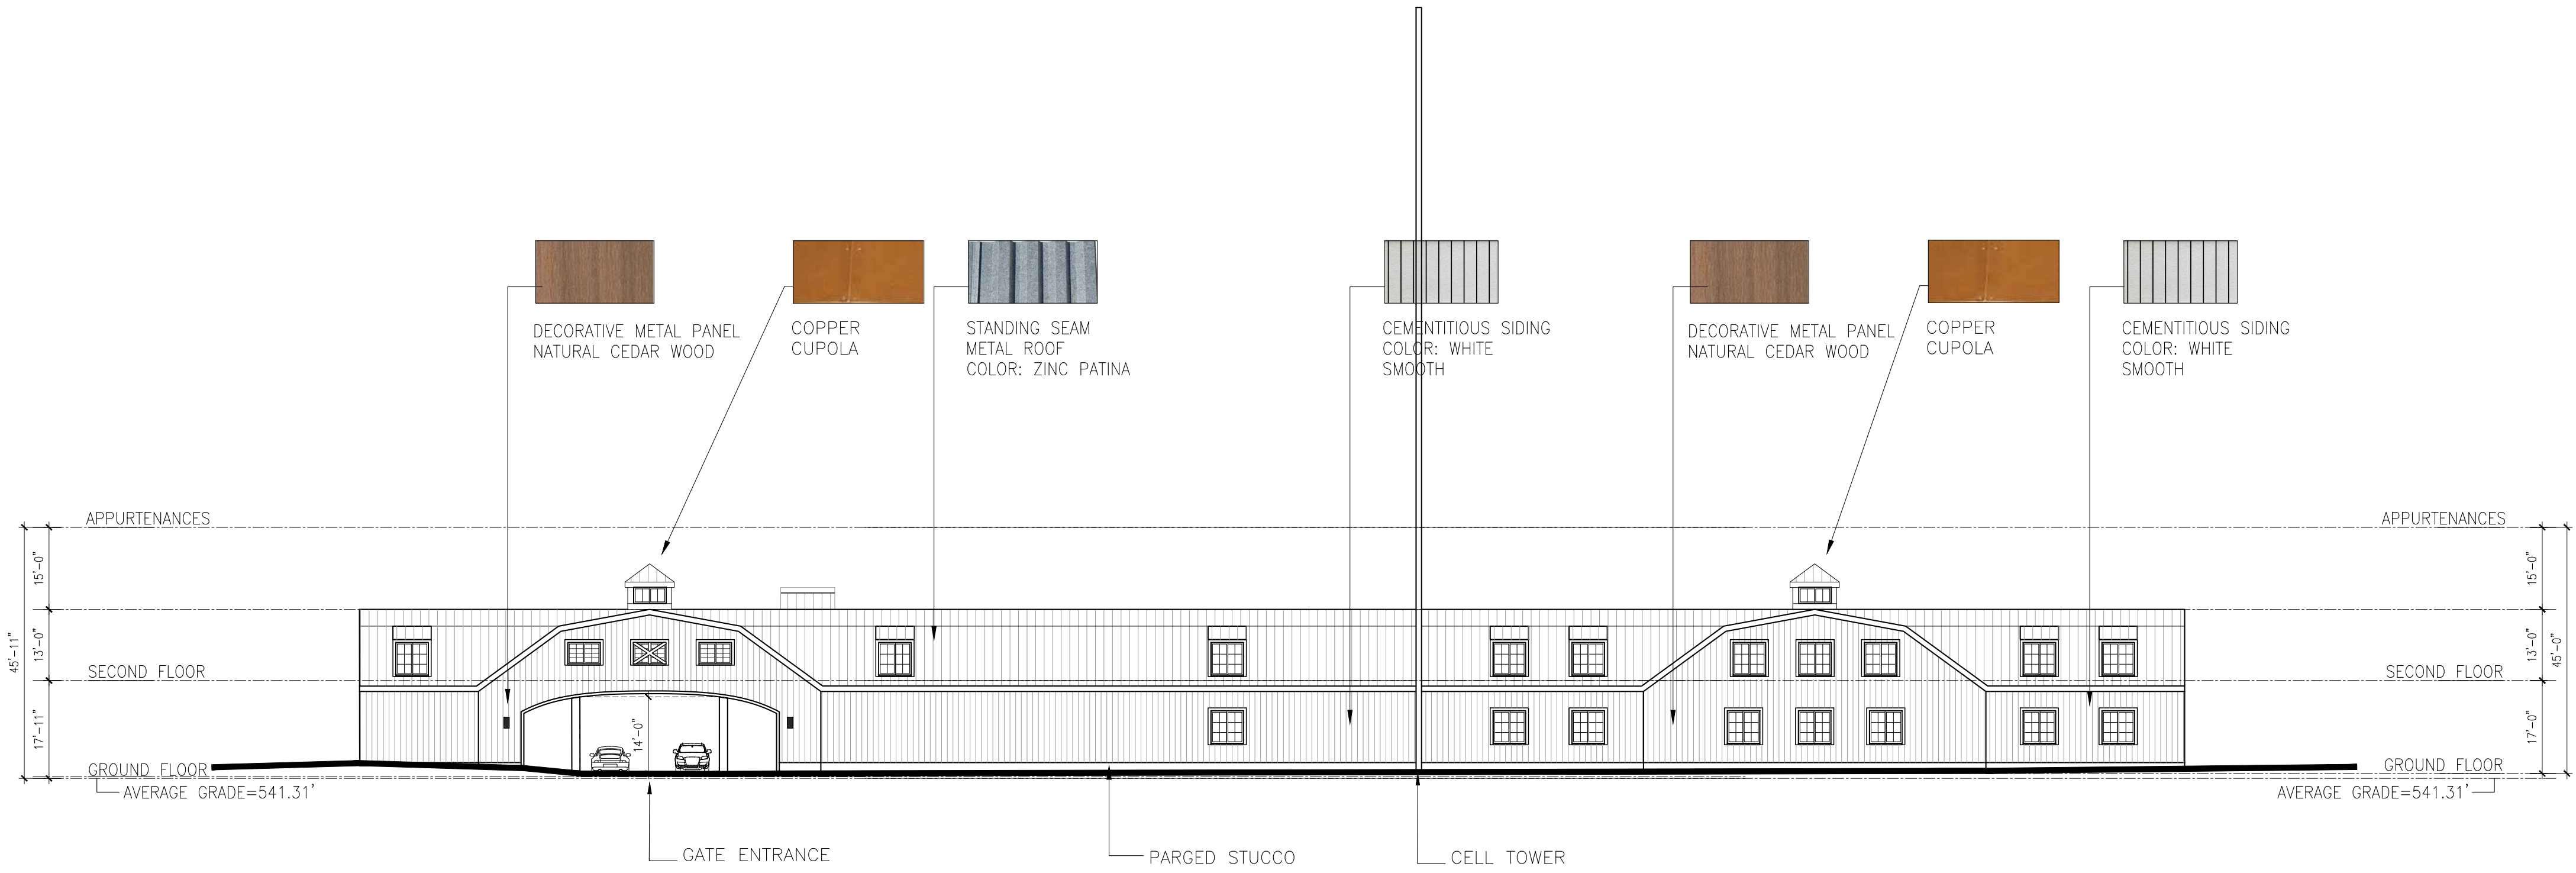 DECORATIVE METAL PANEL
NATURAL CEDAR WOOD
COPPER
CUPOLA
STANDING SEAM
METAL ROOF
COLOR: ZINC PATINA
CEMENTITIOUS SIDING
COLOR: WHITE
SMOOTH
DECORATIVE METAL PANEL
NATURAL CEDAR WOOD
COPPER
CUPOLA
CEMENTITIOUS SIDING
COLOR: WHITE
SMOOTH
APPURTENANCES
APPURTENANCES
15'-0"
15'-0"
45'-11"
13'-0"
13'-0"
45'-0"
SECOND FLOOR
SECOND FLOOR
17'-11"
14'-0"
17'-0"
GROUND FLOOR
GROUND FLOOR
AVERAGE GRADE=541.31'
AVERAGE GRADE=541.31'
GATE ENTRANCE
PARGED STUCCO
CELL TOWER